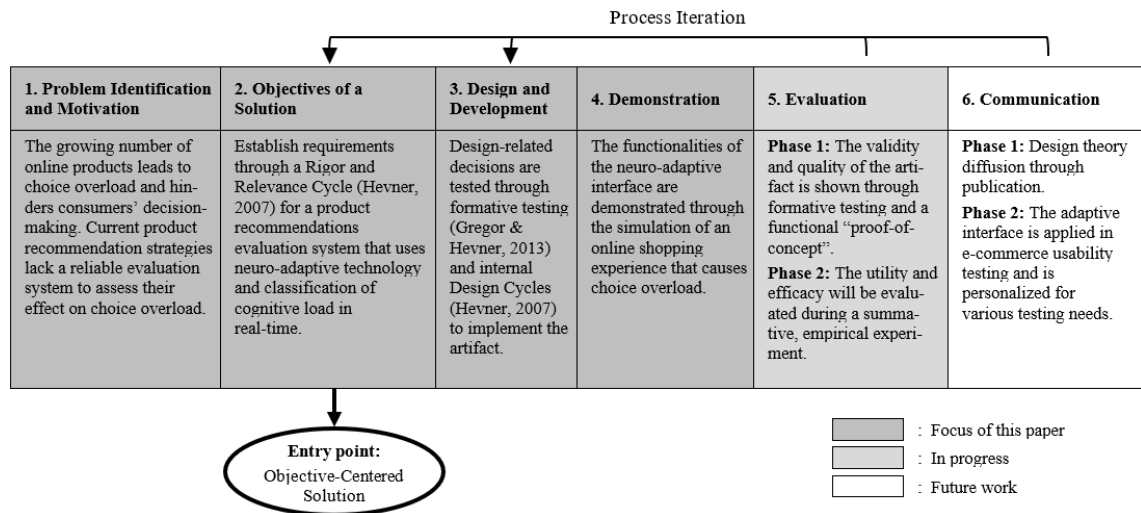 Process Iteration
1. Problem Identification
and Motivation
The growing number of
online products leads to
choice overload and hin-
ders consumers’ decision-
making. Current product
recommendation strategies
lack a reliable evaluation
system to assess their
effect on choice overload.
2. Objectives of a
Solution
Establish requirements
through a Rigor and
Relevance Cycle (Hevner,
2007) for a product
recommendations
evaluation system that uses
neuro-adaptive technology
and classification of
cognitive load in
real-time.
3. Design and
Development
Design-related
decisions are
tested through
formative testing
(Gregor &
Hevner, 2013)
and internal
Design Cycles
(Hevner, 2007)
to implement the
artifact.
4. Demonstration
The functionalities of
the neuro-adaptive
interface are
demonstrated through
the simulation of an
online shopping
experience that causes
choice overload.
5. Evaluation
Phase 1: The validity
and quality of the arti-
fact is shown through
formative testing and a
functional “proof-of-
concept”.
Phase 2: The utility and
efficacy will be evalu-
ated during a summa-
tive, empirical experi-
ment.
6. Communication
Phase 1: Design theory
diffusion through
publication.
Phase 2: The adaptive
interface is applied in
e-commerce usability
testing and is
personalized for
various testing needs.
Entry point:
Objective-Centered
Solution
: Focus of this paper
: In progress
: Future work